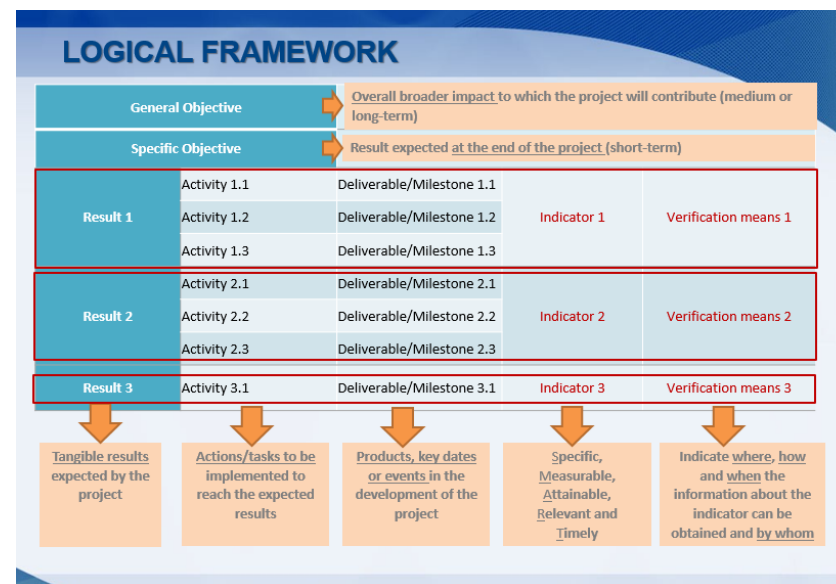 LOGICAL FRAMEWORK
General Objective
Overall broader impact to which the project will contribute (medium or
long-term)
Specific Objective
Result expected at the end of the project (short-term)
Result 1
Activity 1.1
Deliverable/Milestone 1.1
Activity 1.2
Deliverable/Milestone 1.2
Activity 1.3
Deliverable/Milestone 1.3
Indicator 1
Verification means 1
Result 2
Activity 2.1
Deliverable/Milestone 2.1
Activity 2.2
Deliverable/Milestone 2.2
Activity 2.3
Deliverable/Milestone 2.3
Indicator 2
Verification means 2
Result 3
Activity 3.1
Deliverable/Milestone 3.1
Indicator 3
Verification means 3
Tangible results
expected by the
project
Actions/tasks to be
implemented to
reach the expected
results
Products, key dates
or events in the
development of the
project
Specific,
Measurable,
Attainable,
Relevant and
Timely
Indicate where, how
and when the
information about the
indicator can be
obtained and by whom